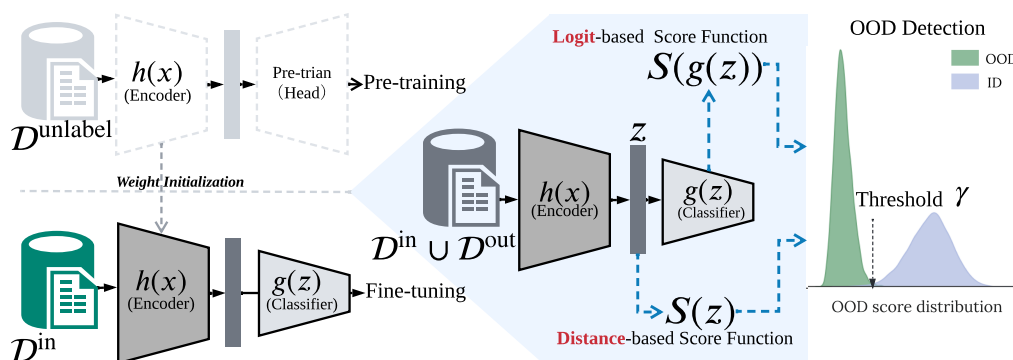 h(x)
(Encoder)
Pre-trian
(Head)
Pre-training
𝒟unlabel
Weight Initialization
h(x)
(Encoder)
g(z)
(Classifier)
Fine-tuning
𝒟in
Logit-based Score Function
S(g(z))
z
h(x)
(Encoder)
g(z)
(Classifier)
𝒟in ∪ 𝒟out
S(z)
Distance-based Score Function
OOD Detection
OOD
ID
Threshold γ
OOD score distribution